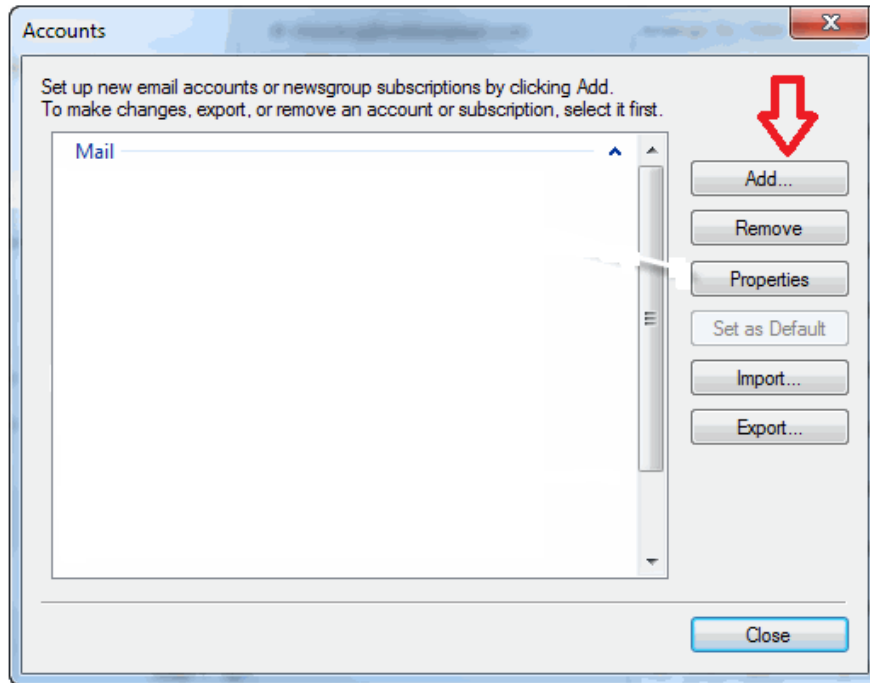 Accounts
Set up new email accounts or newsgroup subscriptions by clicking Add.
To make changes, export, or remove an account or subscription, select it first.
Mail
Add...
Remove
Properties
Set as Default
Import...
Export...
Close